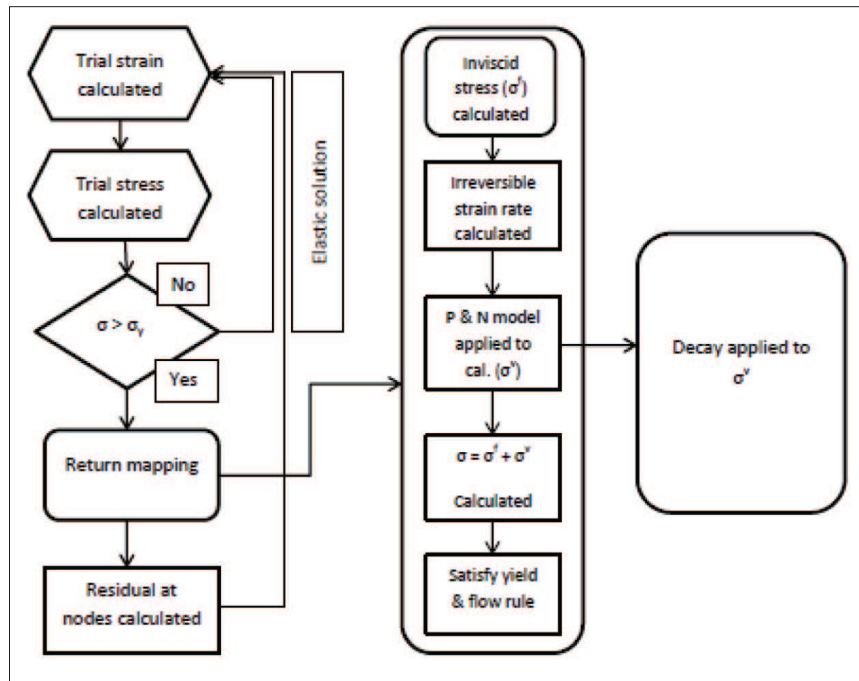 Trial strain
calculated
Trial stress
calculated
No
σ > σy
Yes
Return mapping
Residual at
nodes calculated
Elastic solution
Inviscid
stress (σf)
calculated
Irreversible
strain rate
calculated
P & N model
applied to
cal. (σv)
σ = σf + σv
Calculated
Satisfy yield
& flow rule
Decay applied to
σv